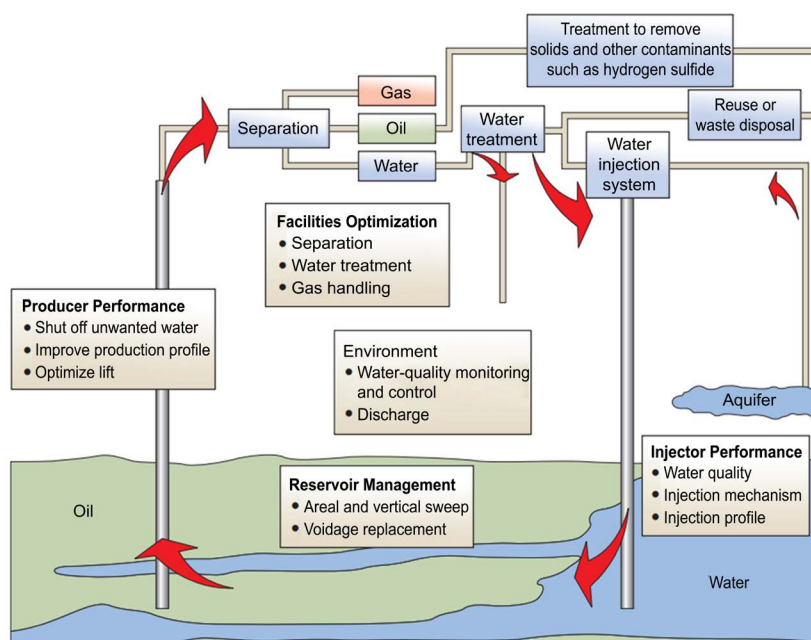 Treatment to remove
solids and other contaminants
such as hydrogen sulfide
Gas
Separation
Oil
Water
Water
treatment
Reuse or
waste disposal
Water
injection
system
Facilities Optimization
• Separation
• Water treatment
• Gas handling
Producer Performance
• Shut off unwanted water
• Improve production profile
• Optimize lift
Environment
• Water-quality monitoring
and control
• Discharge
Aquifer
Injector Performance
• Water quality
• Injection mechanism
• Injection profile
Reservoir Management
• Areal and vertical sweep
• Voidage replacement
Oil
Water